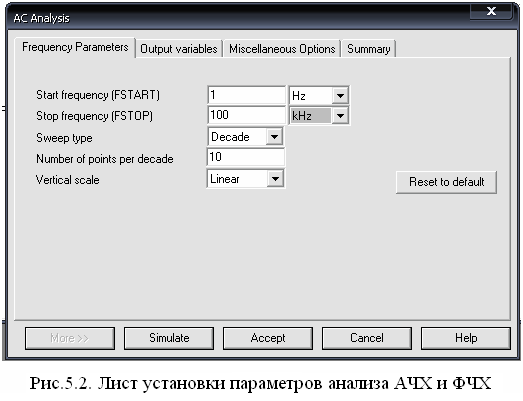 AC Analysis
Frequency Parameters Output variables Miscellaneous Options Summary
Start frequency (FSTART) 1 Hz
Stop frequency (FSTOP) 100 kHz
Sweep type Decade
Number of points per decade 10
Vertical scale Linear
Reset to default
More >> Simulate Accept Cancel Help
Рис.5.2. Лист установки параметров анализа АЧХ и ФЧХ